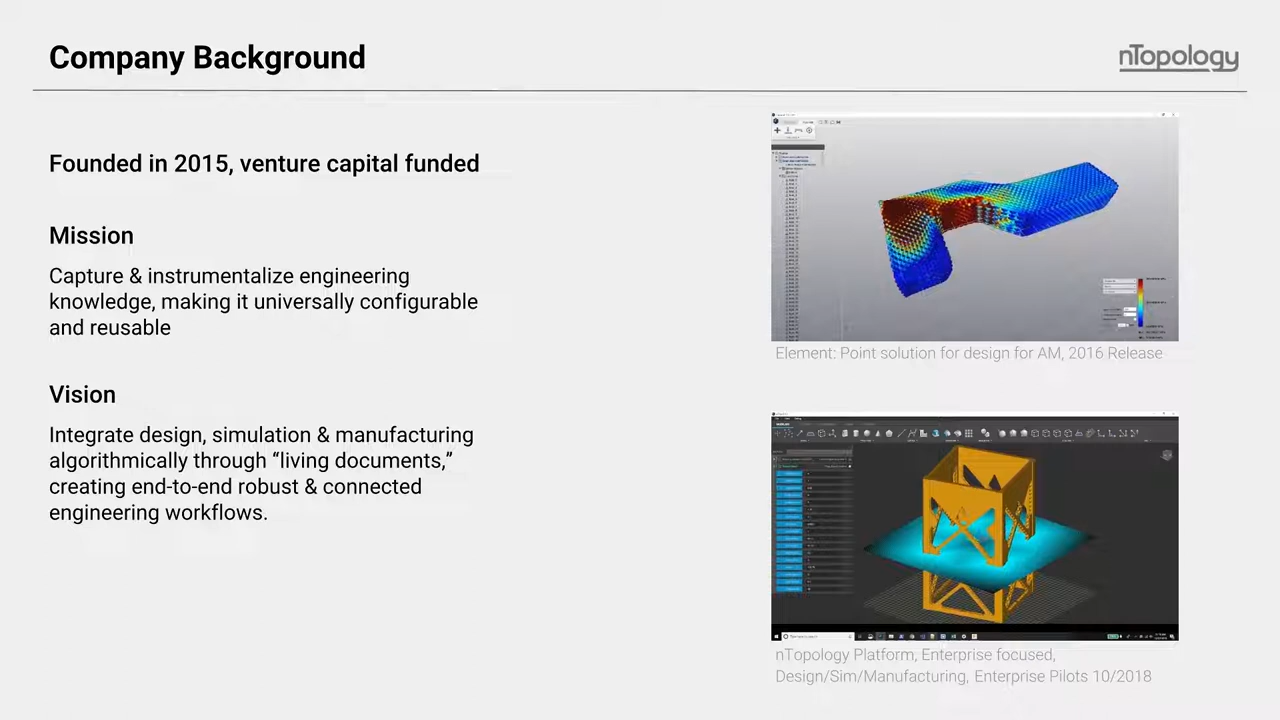 Company Background
nTopology
Founded in 2015, venture capital funded
Mission
Capture & instrumentalize engineering
knowledge, making it universally configurable
and reusable
Vision
Integrate design, simulation & manufacturing
algorithmically through “living documents,”
creating end-to-end robust & connected
engineering workflows.
Element: Point solution for design for AM, 2016 Release
nTopology Platform, Enterprise focused,
Design/Sim/Manufacturing, Enterprise Pilots 10/2018